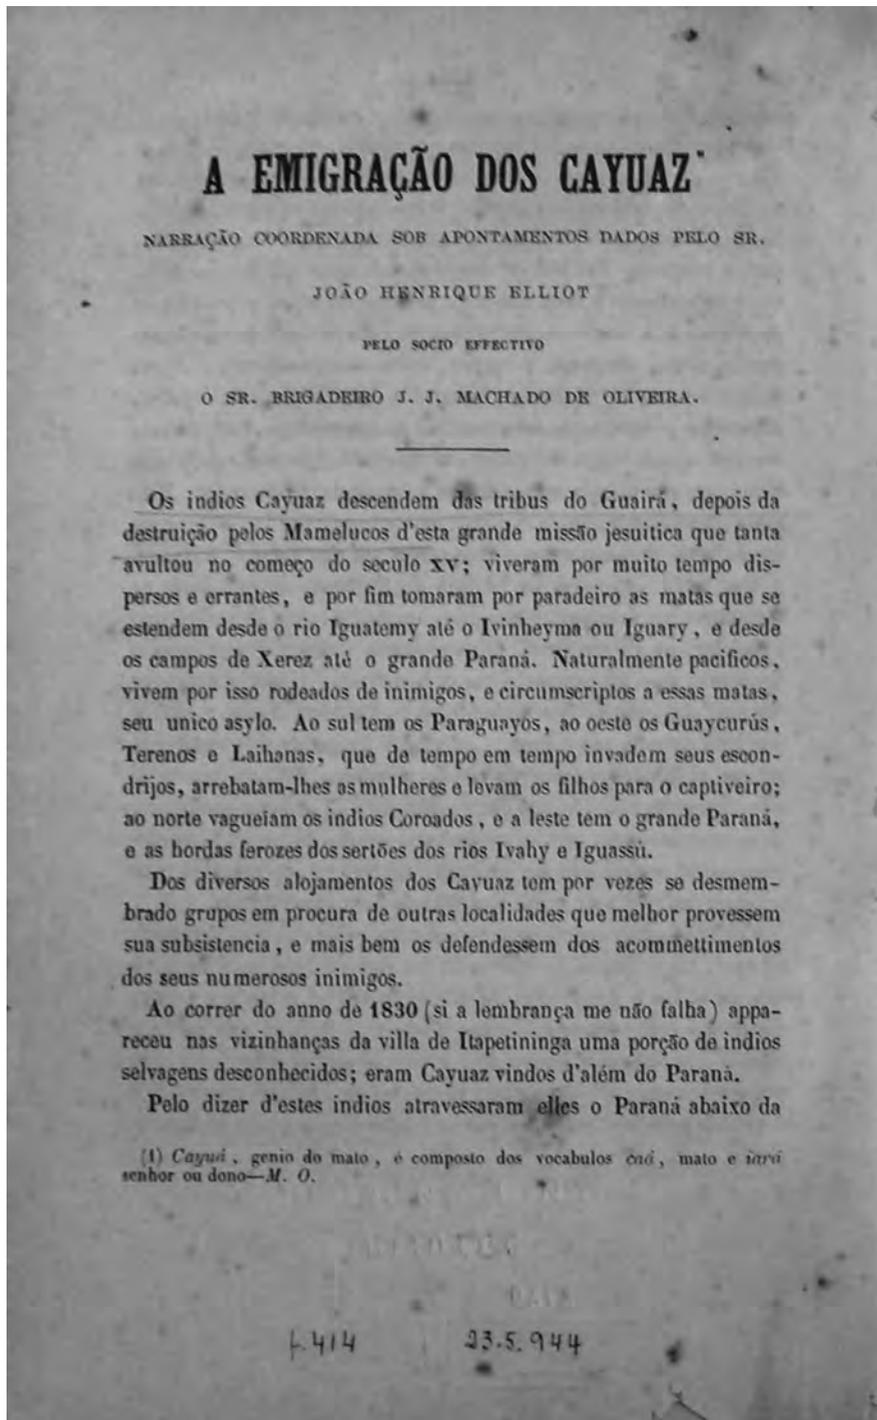 A EMIGRAÇÃO DOS CAYUAZ
NARRAÇÃO COORDENADA SOB APONTAMENTOS DADOS PELO SR.
JOÃO HENRIQUE ELLIOT
PELO SOCIO EFFECTIVO
O SR. BRIGADEIRO J. J. MACHADO DE OLIVEIRA.
Os indios Cayuaz descendem das tribus do Guairá, depois da
destruição pelos Mamelucos d'esta grande missão jesuitica que tanta
avultou no começo do seculo XV; viveram por muito tempo dis-
persos e errantes, e por fim tomaram por paradeiro as matas que se
estendem desde o rio Iguatemy até o Ivinheyma ou Iguary, e desde
os campos de Xerez até o grande Paraná. Naturalmente pacificos,
vivem por isso rodeados de inimigos, e circumscriptos a essas matas,
seu unico asylo. Ao sul tem os Paraguayos, ao oeste os Guaycurús,
Terenos e Laihanas, que de tempo em tempo invadem seus escon-
drijos, arrebatam-lhes as mulheres e levam os filhos para o captiveiro;
ao norte vagueiam os indios Coroados, e a leste tem o grande Paraná,
e as hordas ferozes dos sertões dos rios Ivahy e Iguassú.
Dos diversos alojamentos dos Cayuaz tem por vezes se desmem-
brado grupos em procura de outras localidades que melhor provessem
sua subsistencia, e mais bem os defendessem dos acommettimentos
dos seus numerosos inimigos.
Ao correr do anno de 1830 (si a lembrança me não falha) appa-
receu nas vizinhanças da villa de Itapetininga uma porção de indios
selvagens desconhecidos; eram Cayuaz vindos d'além do Paraná.
Pelo dizer d'estes indios atravessaram elles o Paraná abaixo da
(1) Cayuá, genio do mato, é composto dos vocabulos caá, mato e iará
senhor ou dono—M. O.
f.414 23.5.944